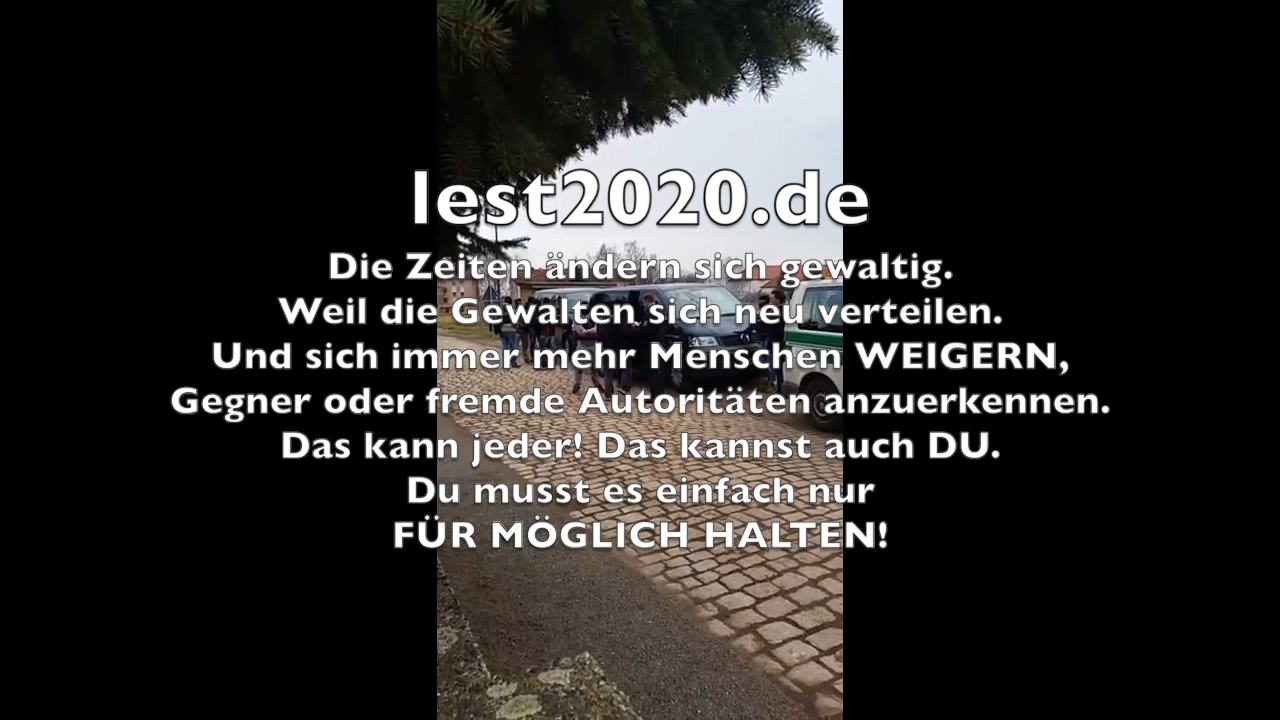 lest2020.de
Die Zeiten ändern sich gewaltig.
Weil die Gewalten sich neu verteilen.
Und sich immer mehr Menschen WEIGERN,
Gegner oder fremde Autoritäten anzuerkennen.
Das kann jeder! Das kannst auch DU.
Du musst es einfach nur
FÜR MÖGLICH HALTEN!